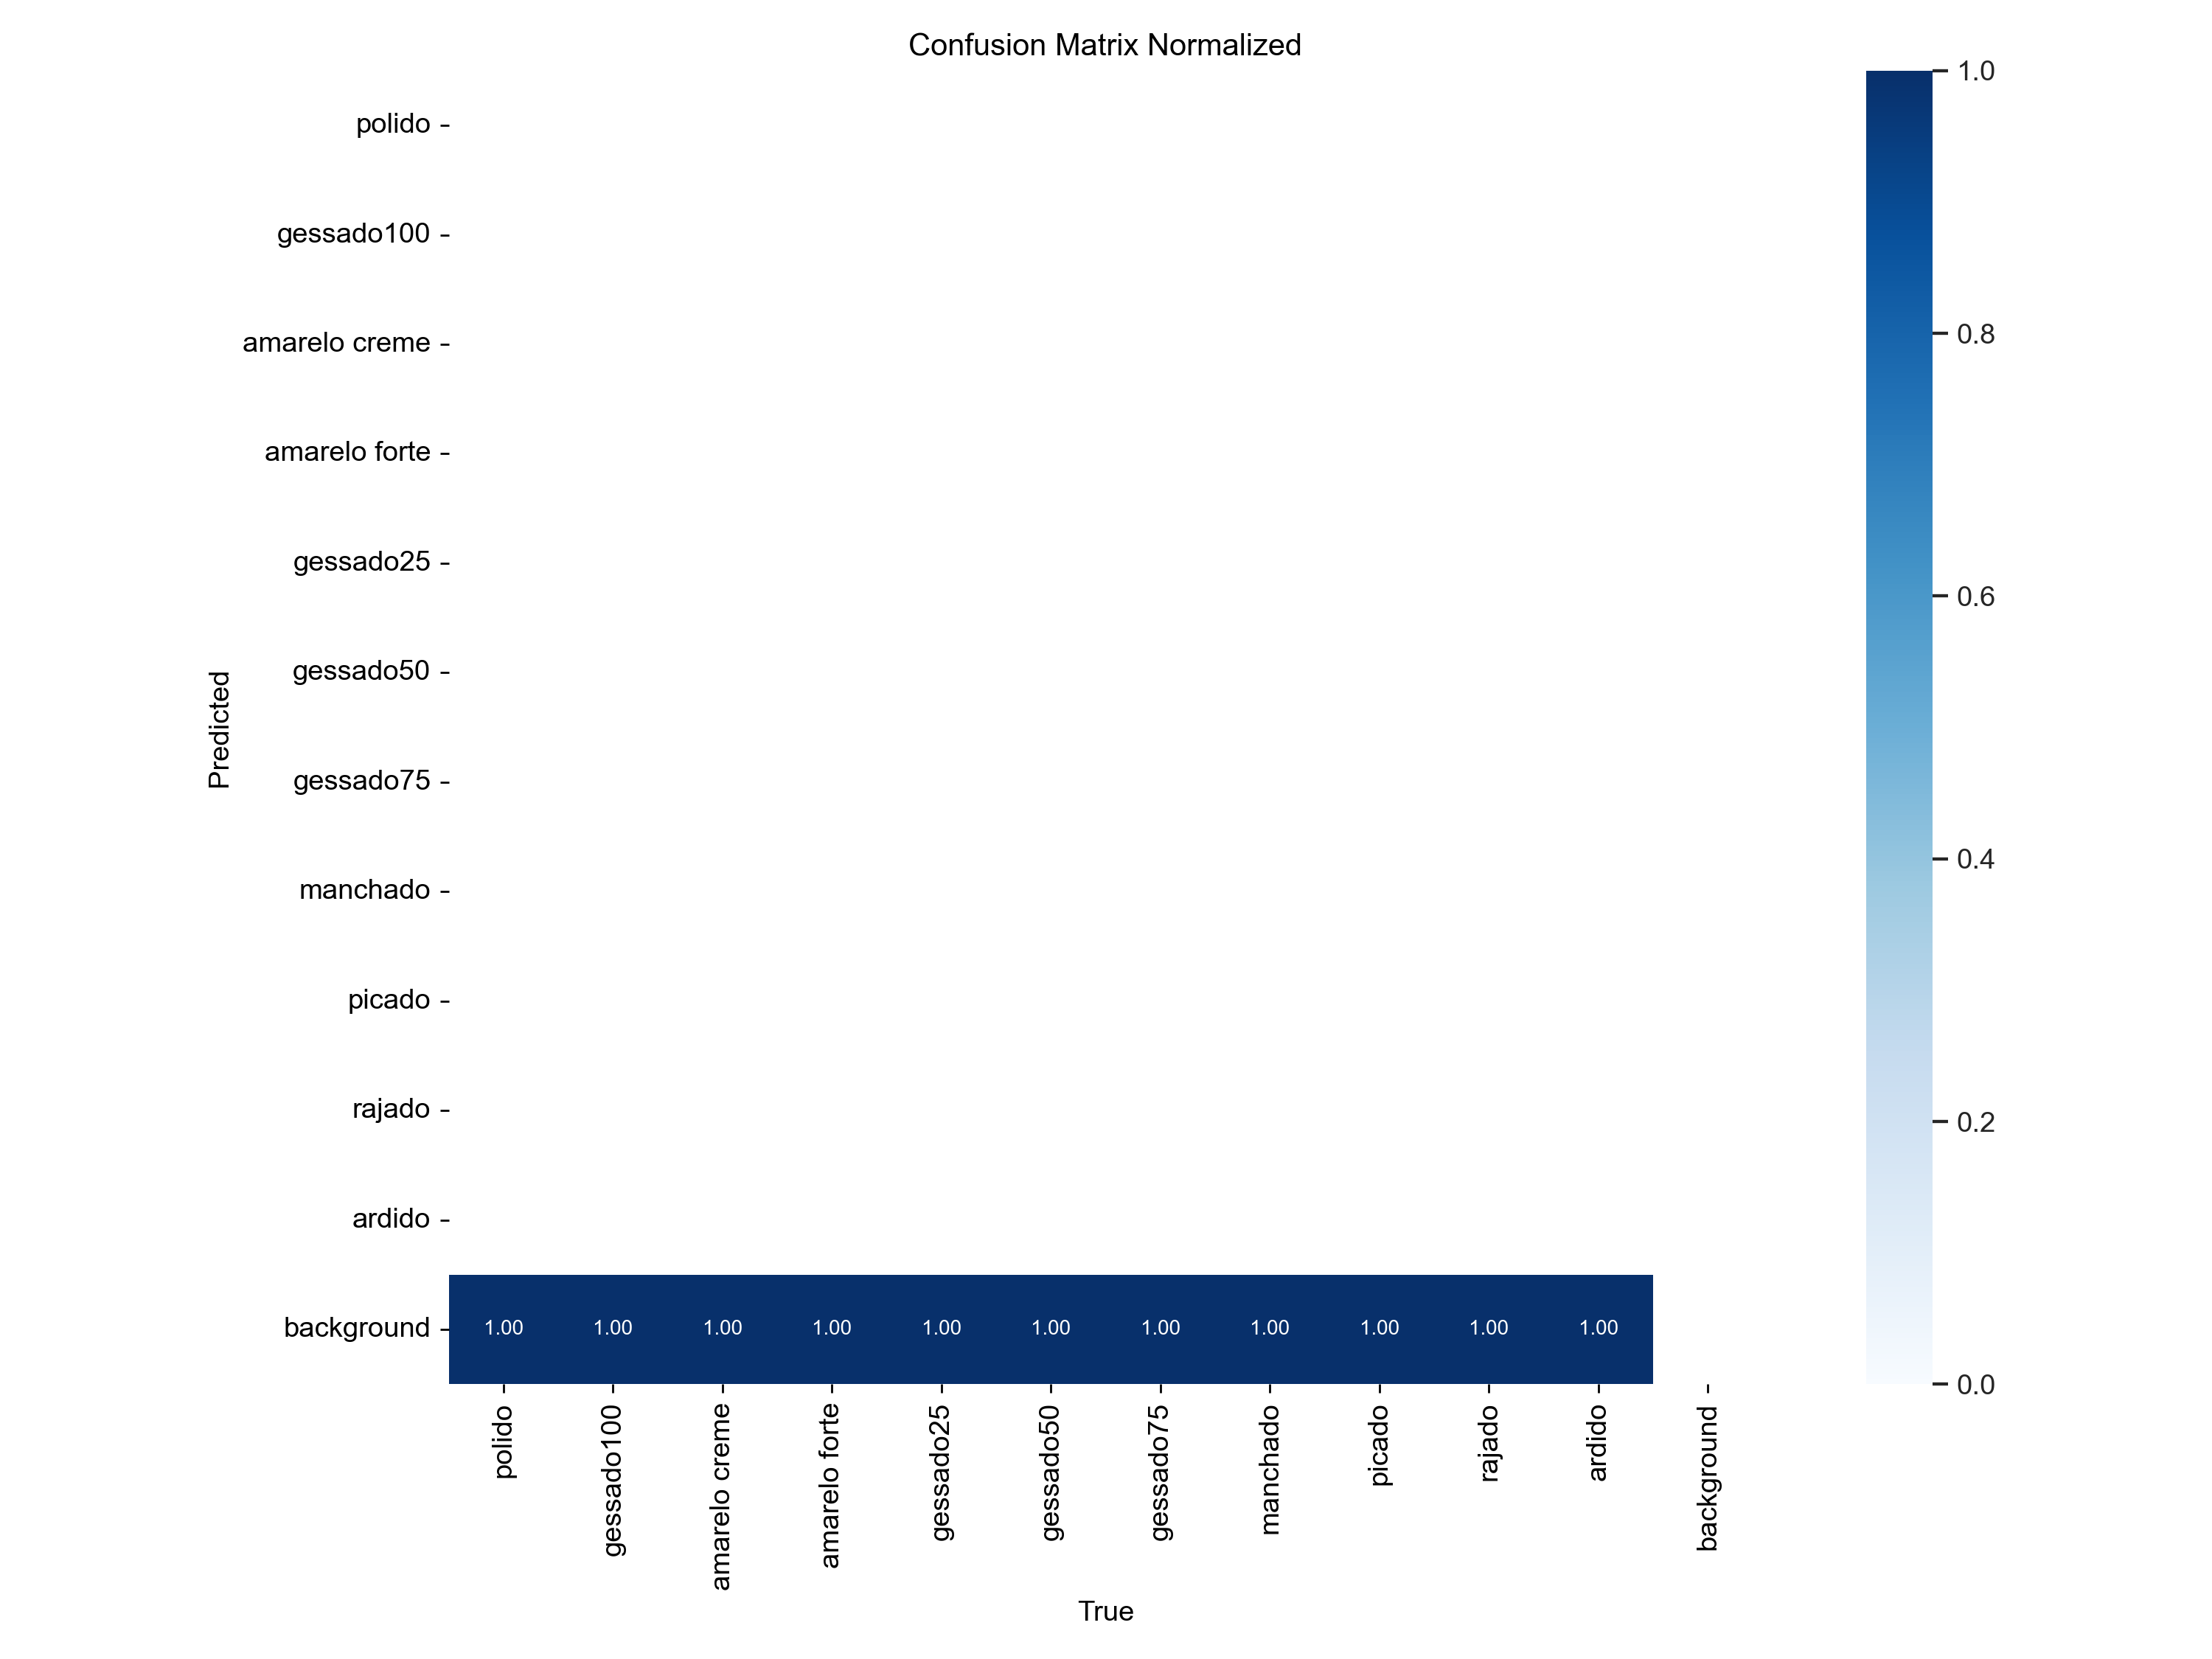 Confusion Matrix Normalized
polido
gessado100
amarelo creme
amarelo forte
gessado25
gessado50
gessado75
manchado
picado
rajado
ardido
background
Predicted
1.00 1.00 1.00 1.00 1.00 1.00 1.00 1.00 1.00 1.00 1.00
polido
gessado100
amarelo creme
amarelo forte
gessado25
gessado50
gessado75
manchado
picado
rajado
ardido
background
True
1.0
0.8
0.6
0.4
0.2
0.0